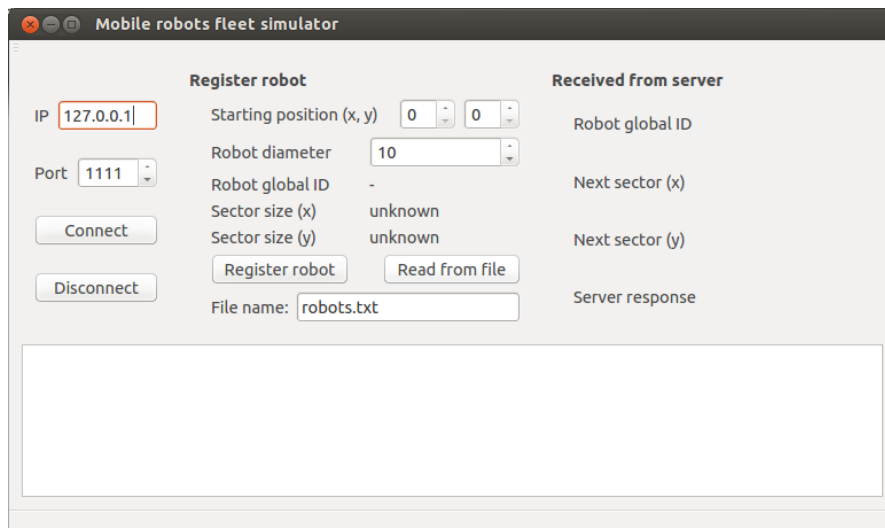 Mobile robots fleet simulator
IP 127.0.0.1
Port 1111
Connect
Disconnect
Register robot
Starting position (x, y) 0 0
Robot diameter 10
Robot global ID -
Sector size (x) unknown
Sector size (y) unknown
Register robot Read from file
File name: robots.txt
Received from server
Robot global ID
Next sector (x)
Next sector (y)
Server response